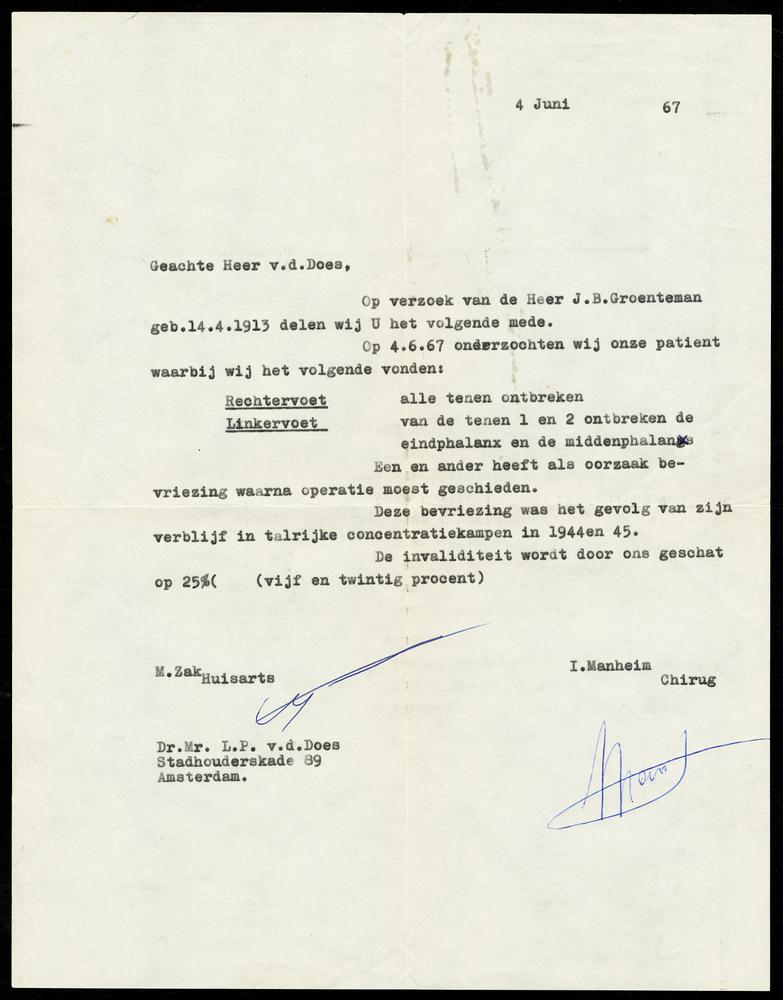 4 Juni 67
Geachte Heer v.d.Does,
Op verzoek van de Heer J.B.Groenteman
geb.14.4.1913 delen wij U het volgende mede.
Op 4.6.67 onderzochten wij onze patient
waarbij wij het volgende vonden:
Rechtervoet alle tenen ontbreken
Linkervoet van de tenen 1 en 2 ontbreken de
eindphalanx en de middenphalanx
Een en ander heeft als oorzaak be-
vriezing waarna operatie moest geschieden.
Deze bevriezing was het gevolg van zijn
verblijf in talrijke concentratiekampen in 1944en 45.
De invaliditeit wordt door ons geschat
op 25%( (vijf en twintig procent)
M.Zak Huisarts
I.Manheim
Chirug
Dr.Mr. L.P. v.d.Does
Stadhouderskade 89
Amsterdam.